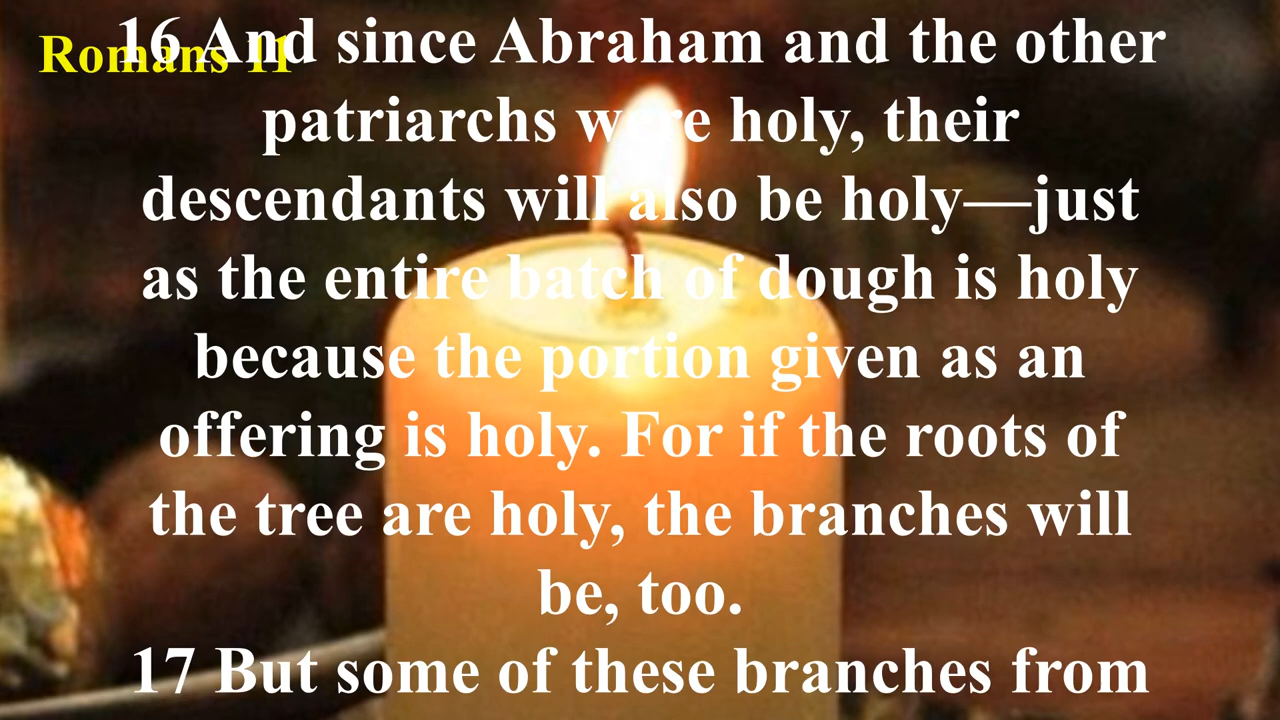 Romans 11
16 And since Abraham and the other
patriarchs were holy, their
descendants will also be holy—just
as the entire batch of dough is holy
because the portion given as an
offering is holy. For if the roots of
the tree are holy, the branches will
be, too.
17 But some of these branches from